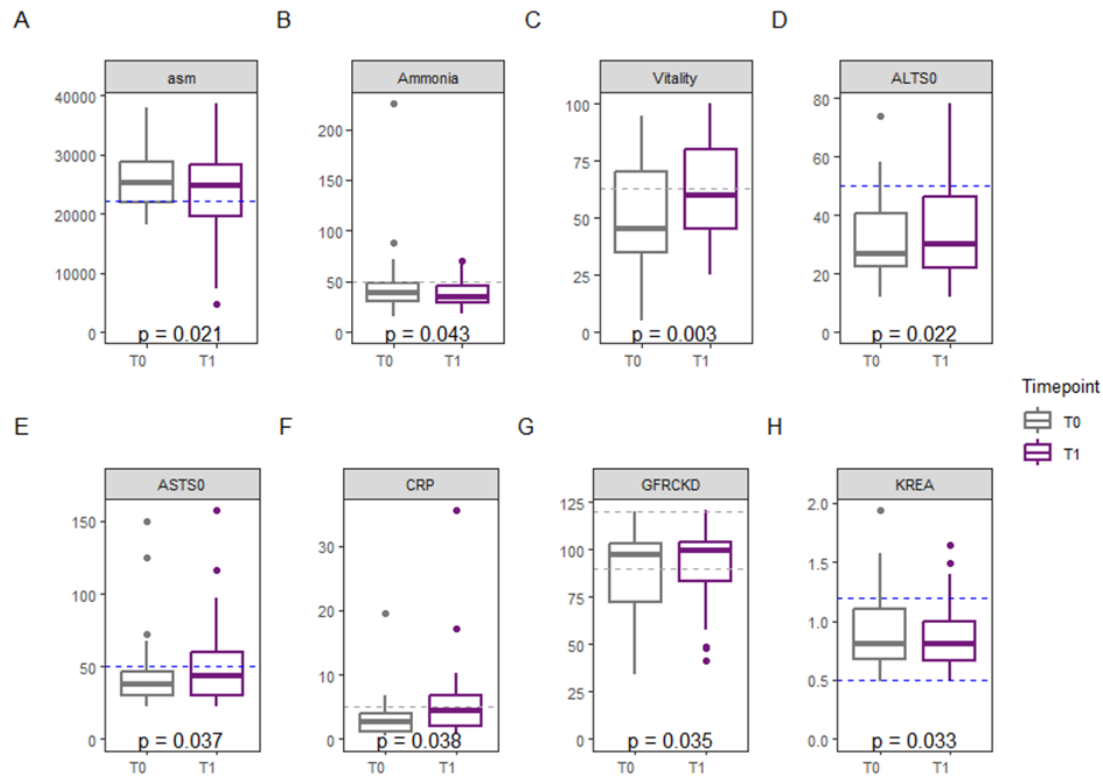 A
asm
40000
30000
20000
10000
0
p = 0.021
T0 T1
B
Ammonia
200
150
100
50
0
p = 0.043
T0 T1
C
Vitality
100
75
50
25
0
p = 0.003
T0 T1
D
ALTS0
80
60
40
20
0
p = 0.022
T0 T1
E
ASTS0
150
100
50
0
p = 0.037
T0 T1
F
CRP
30
20
10
5
0
p = 0.038
T0 T1
G
GFRCKD
125
100
75
50
25
0
p = 0.035
T0 T1
H
KREA
2.0
1.5
1.0
0.5
0.0
p = 0.033
T0 T1
Timepoint
T0
T1